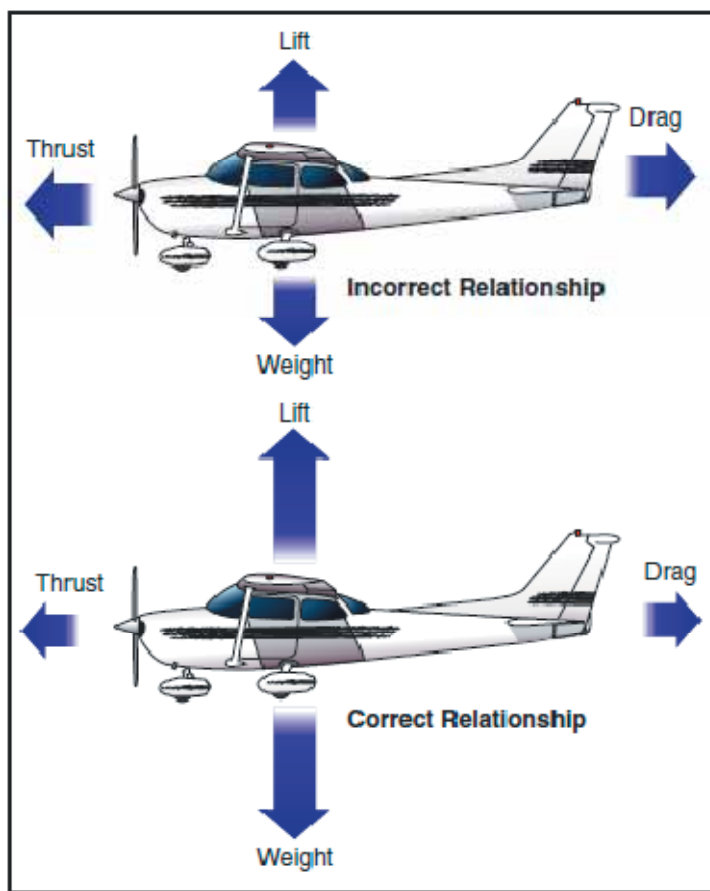 Lift
Thrust
Drag
Incorrect Relationship
Weight
Lift
Thrust
Drag
Correct Relationship
Weight